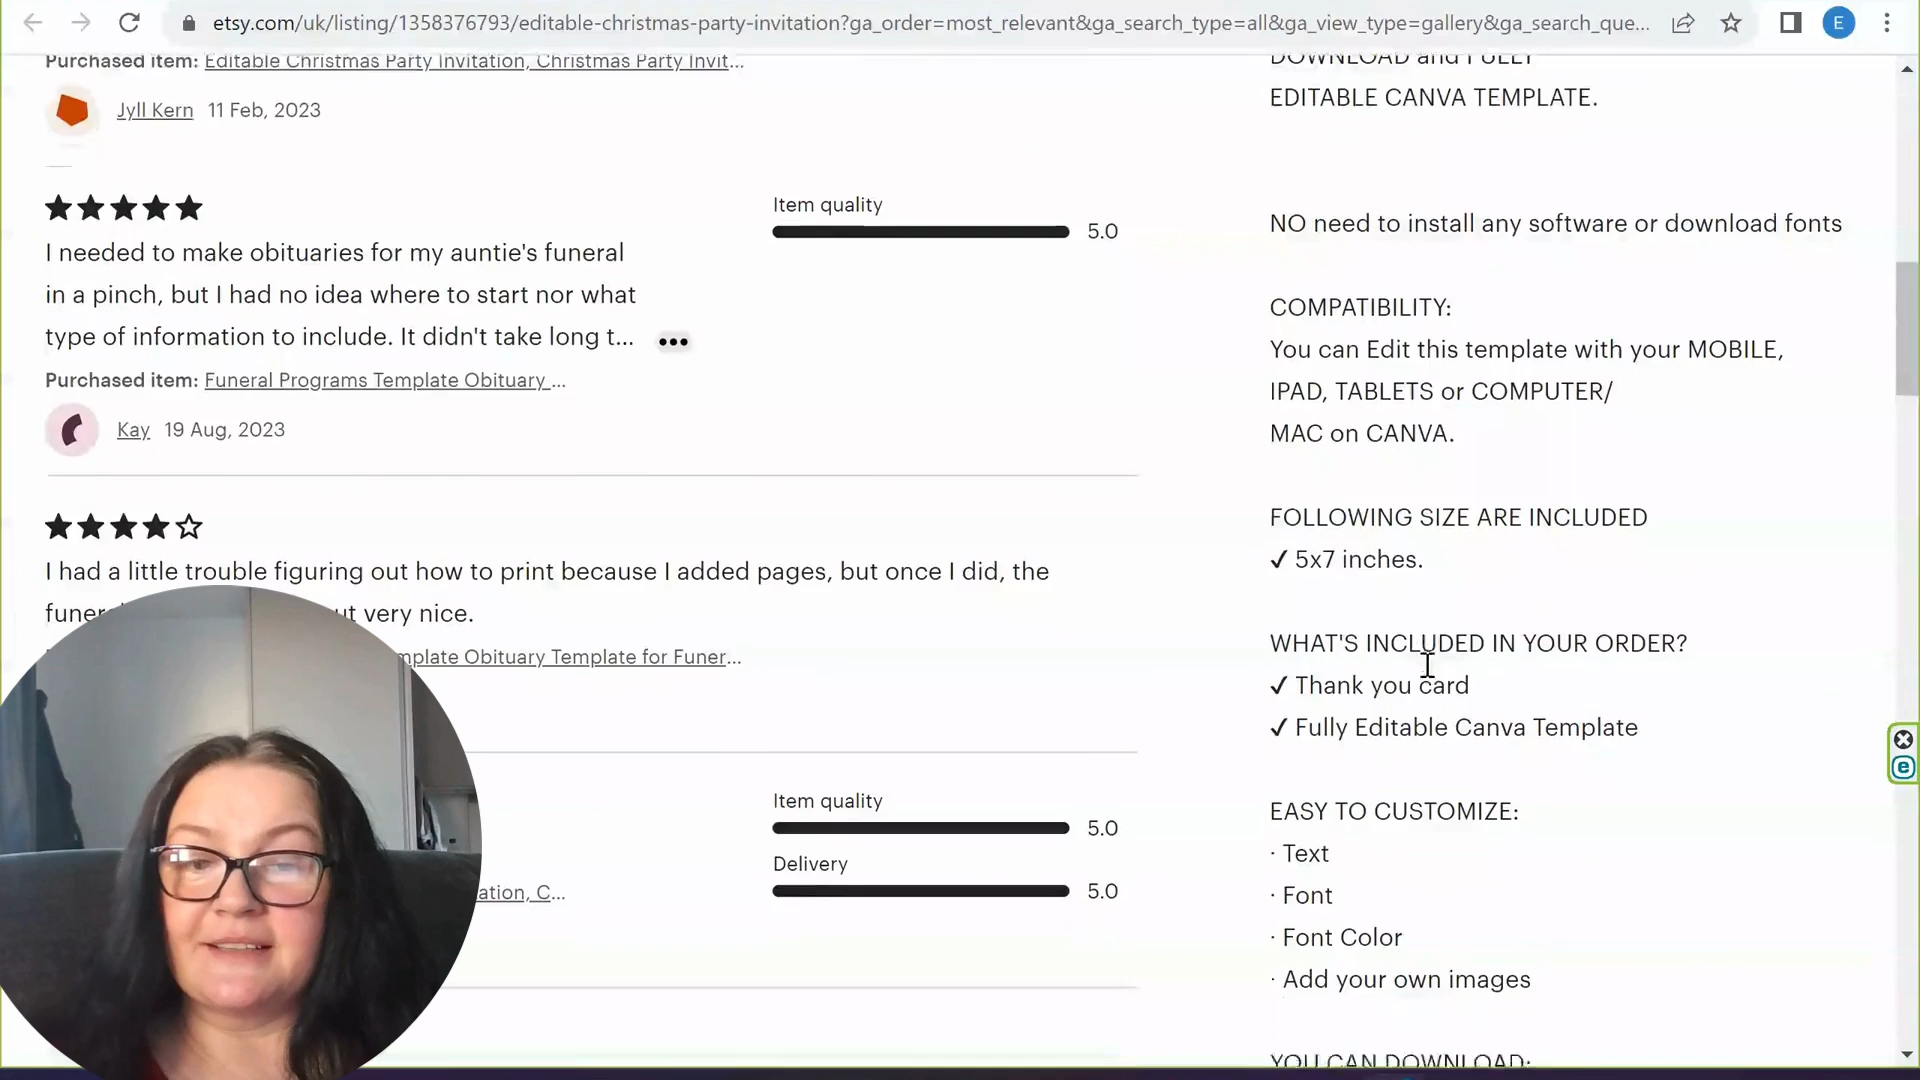 etsy.com/uk/listing/1358376793/editable-christmas-party-invitation?ga_order=most_relevant&ga_search_type=all&ga_view_type=gallery&ga_search_que...
E
Purchased item: Editable Christmas Party Invitation, Christmas Party Invit...
Jyll Kern 11 Feb, 2023
I needed to make obituaries for my auntie's funeral
in a pinch, but I had no idea where to start nor what
type of information to include. It didn't take long t...
Item quality
5.0
Purchased item: Funeral Programs Template Obituary ...
Kay 19 Aug, 2023
I had a little trouble figuring out how to print because I added pages, but once I did, the
very nice.
Obituary Template for Funer...
Item quality
5.0
Delivery
5.0
C...
DOWNLOAD and FULLY
EDITABLE CANVA TEMPLATE.
NO need to install any software or download fonts
COMPATIBILITY:
You can Edit this template with your MOBILE,
IPAD, TABLETS or COMPUTER/
MAC on CANVA.
FOLLOWING SIZE ARE INCLUDED
✓ 5x7 inches.
WHAT'S INCLUDED IN YOUR ORDER?
✓ Thank you card
✓ Fully Editable Canva Template
EASY TO CUSTOMIZE:
· Text
· Font
· Font Color
· Add your own images
YOU CAN DOWNLOAD: